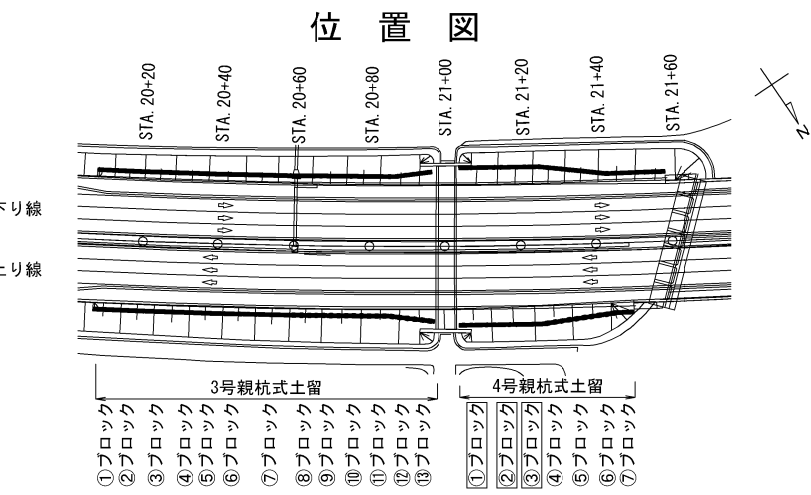 位置図
STA. 20+20
STA. 20+40
STA. 20+60
STA. 20+80
STA. 21+00
STA. 21+20
STA. 21+40
STA. 21+60
N
下り線
上り線
3号親杭式土留
4号親杭式土留
①ブロック
②ブロック
③ブロック
④ブロック
⑤ブロック
⑥ブロック
⑦ブロック
⑧ブロック
⑨ブロック
⑩ブロック
⑪ブロック
⑫ブロック
⑬ブロック
①ブロック
②ブロック
③ブロック
④ブロック
⑤ブロック
⑥ブロック
⑦ブロック